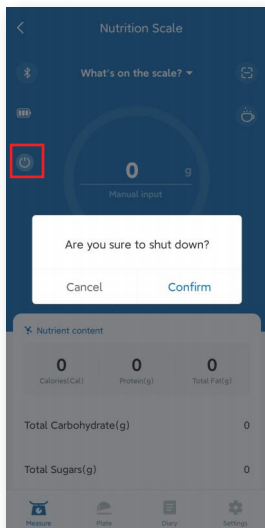 Nutrition Scale
What's on the scale?
0 g
Manual input
Are you sure to shut down?
Cancel Confirm
Nutrient content
0 0 0
Calories(Cal) Protein(g) Total Fat(g)
Total Carbohydrate(g) 0
Total Sugars(g) 0
Measure Plate Diary Settings